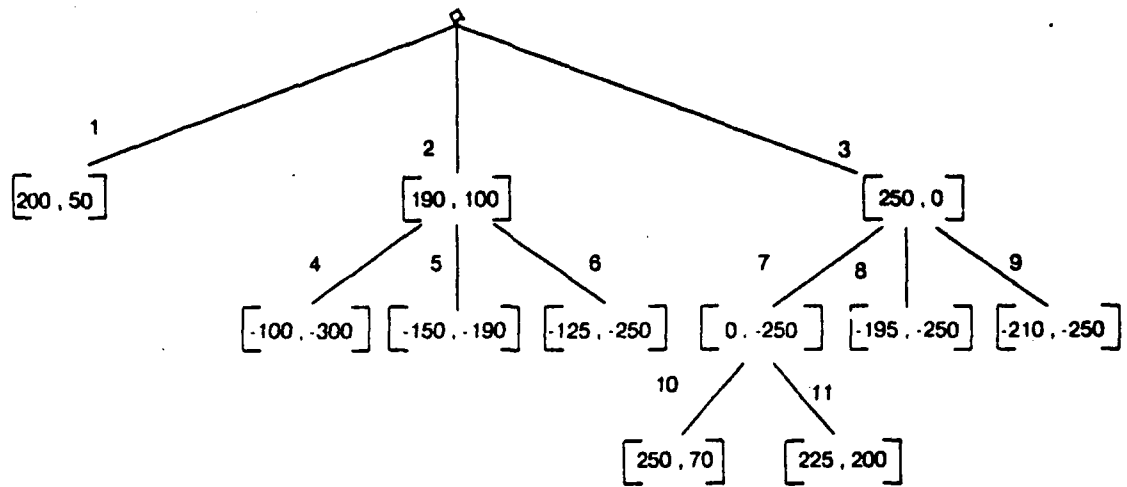 1
2
3
[200 , 50]
[190 , 100]
[250 , 0]
4
5
6
7
8
9
[-100 , -300]
[-150 , -190]
[-125 , -250]
[0 , -250]
[-195 , -250]
[-210 , -250]
10
11
[250 , 70]
[225 , 200]